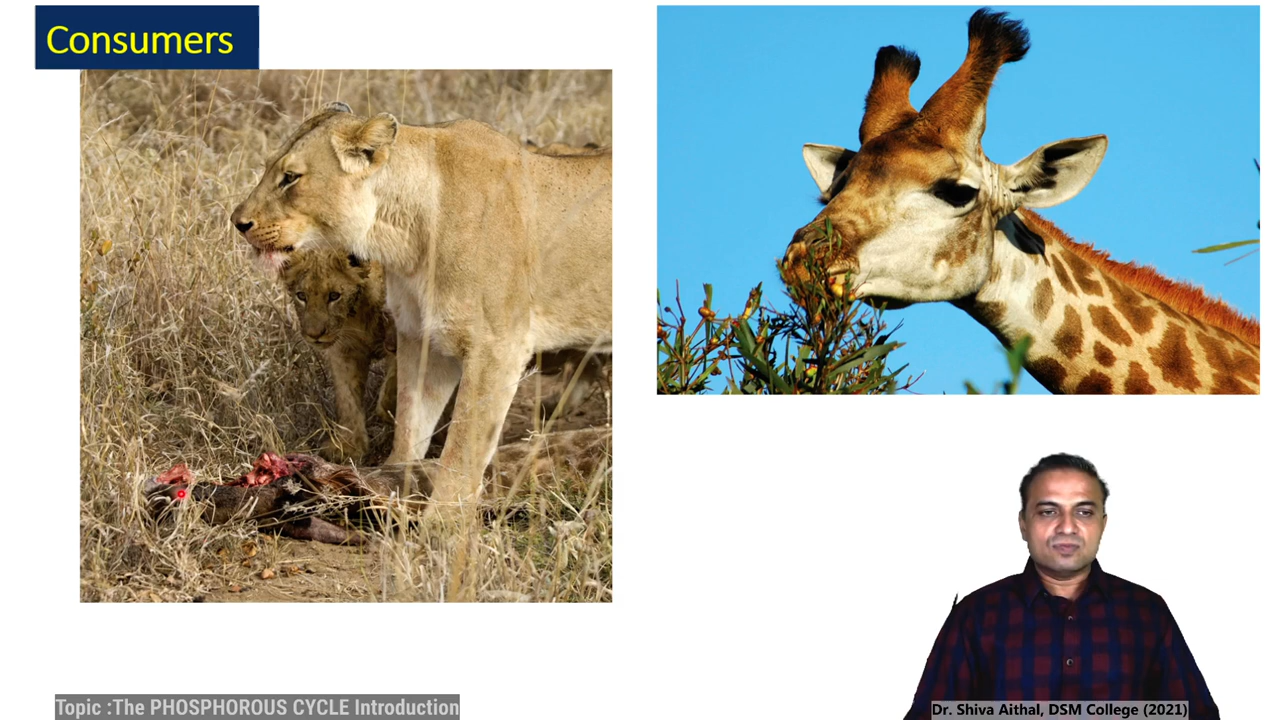 Consumers
Topic :The PHOSPHOROUS CYCLE Introduction
Dr. Shiva Aithal, DSM College (2021)